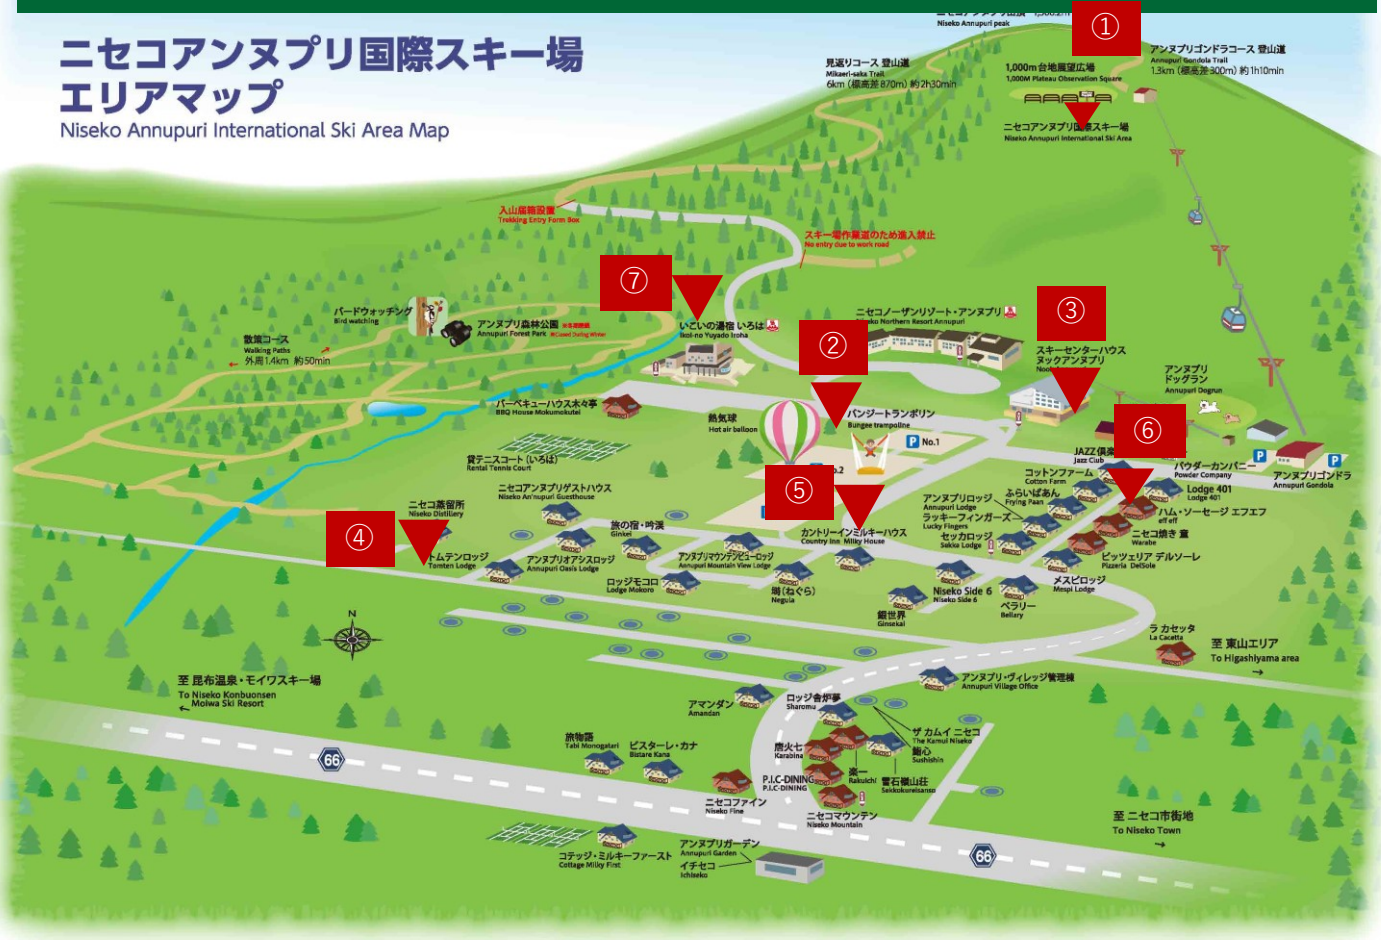 ニセコアンヌプリ国際スキー場
エリアマップ
Niseko Annupuri International Ski Area Map
Niseko Annupuri peak
①
見返りコース 登山道
Mikaeri-saka Trail
6km (標高差870m) 約2h30min
1,000m台地展望広場
1,000M Plateau Observation Square
アンヌプリゴンドラコース 登山道
Annupuri Gondola Trail
1.3km (標高差300m) 約1h10min
ニセコアンヌプリ国際スキー場
Niseko Annupuri International Ski Area
入山届箱設置
Trekking Entry Form Box
スキー場作業道のため進入禁止
No entry due to work road
⑦
バードウォッチング
Bird watching
アンヌプリ森林公園
Annupuri Forest Park
※Closed During Winter
散策コース
Walking Paths
外周1.4km 約50min
いこいの湯宿 いろは
Ikoi-no Yuyado Iroha
ニセコノーザンリゾート・アンヌプリ
Niseko Northern Resort Annupuri
③
②
スキーセンターハウス
ヌックアンヌプリ
アンヌプリ
ドッグラン
Annupuri Dogrun
バーベキューハウス木々亭
BBQ House Mokumokutei
熱気球
Hot air balloon
バンジートランポリン
Bungee trampoline
P No.1
No.2
⑥
JAZZ倶楽
Jazz Club
貸テニスコート(いろは)
Rental Tennis Court
コットンファーム
Cotton Farm
パウダーカンパニー
Powder Company
P
P
アンヌプリゴンドラ
Annupuri Gondola
⑤
ニセコアンヌプリゲストハウス
Niseko An'nupuri Guesthouse
ふらいぱあん
Frying Paan
Lodge 401
Lodge 401
アンヌプリロッジ
Annupuri Lodge
ラッキーフィンガーズ
Lucky Fingers
ハム・ソーセージ エフエフ
eff eff
ニセコ蒸留所
Niseko Distillery
旅の宿・吟渓
Ginkei
カントリーインミルキーハウス
Country Inn Milky House
セッカロッジ
Sekka Lodge
ニセコ焼き 童
Warabe
④
トムテンロッジ
Tomten Lodge
アンヌプリオアシスロッジ
Annupuri Oasis Lodge
アンヌプリマウンテンビューロッジ
Annupuri Mountain View Lodge
ピッツェリア デルソーレ
Pizzeria DelSole
ロッジモコロ
Lodge Mokoro
塒(ねぐら)
Negula
Niseko Side 6
Niseko Side 6
メスピロッジ
Mespi Lodge
銀世界
Ginsekai
ベラリー
Bellary
N
ラ カセッタ
La Cacetta
至 東山エリア
To Higashiyama area
→
至 昆布温泉・モイワスキー場
To Niseko Konbuonsen
Moiwa Ski Resort
←
アンヌプリ・ヴィレッジ管理棟
Annupuri Village Office
アマンダン
Amandan
ロッジ舎炉夢
Sharomu
ザ カムイ ニセコ
The Kamui Niseko
鮨心
Sushishin
旅物語
Tabi Monogatari
ビスターレ・カナ
Bistare Kana
唐火七
Karabina
楽一
Rakuichi
雪石嶺山荘
Sekkokureisanso
66
P.I.C-DINING
P.I.C-DINING
ニセコファイン
Niseko Fine
ニセコマウンテン
Niseko Mountain
至 ニセコ市街地
To Niseko Town
→
コテッジ・ミルキーファースト
Cottage Milky First
アンヌプリガーデン
Annupuri Garden
イチセコ
Ichiseko
66